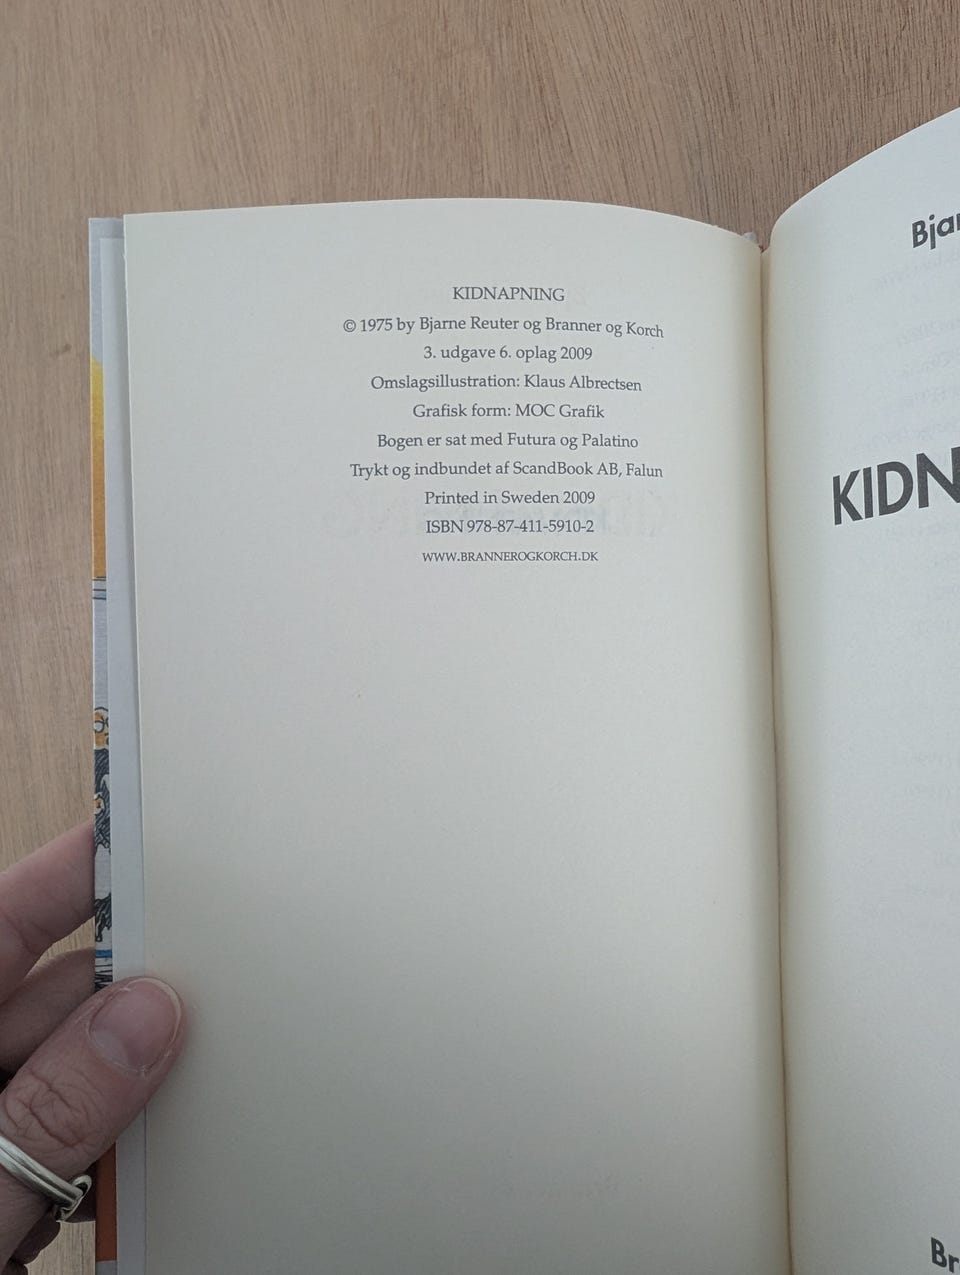 KIDNAPNING
© 1975 by Bjarne Reuter og Branner og Korch
3. udgave 6. oplag 2009
Omslagsillustration: Klaus Albrectsen
Grafisk form: MOC Grafik
Bogen er sat med Futura og Palatino
Trykt og indbundet af ScandBook AB, Falun
Printed in Sweden 2009
ISBN 978-87-411-5910-2
WWW.BRANNEROGKORCH.DK
Bjar
KIDN
Br